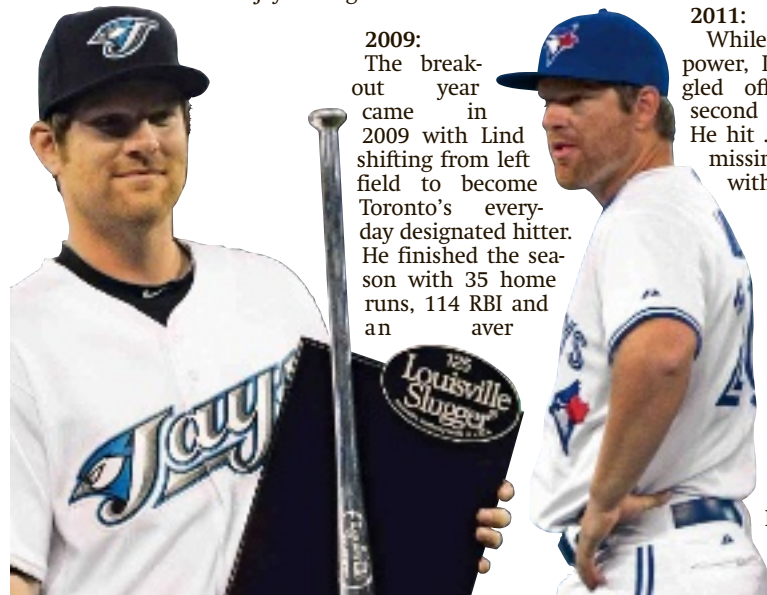 2009:
The break-
out year
came in
2009 with Lind
shifting from left
field to become
Toronto's every-
day designated hitter.
He finished the sea-
son with 35 home
runs, 114 RBI and
an aver
2011:
While
power,
gled
second
He hit
with
Jays
125
Louisville
Slugger